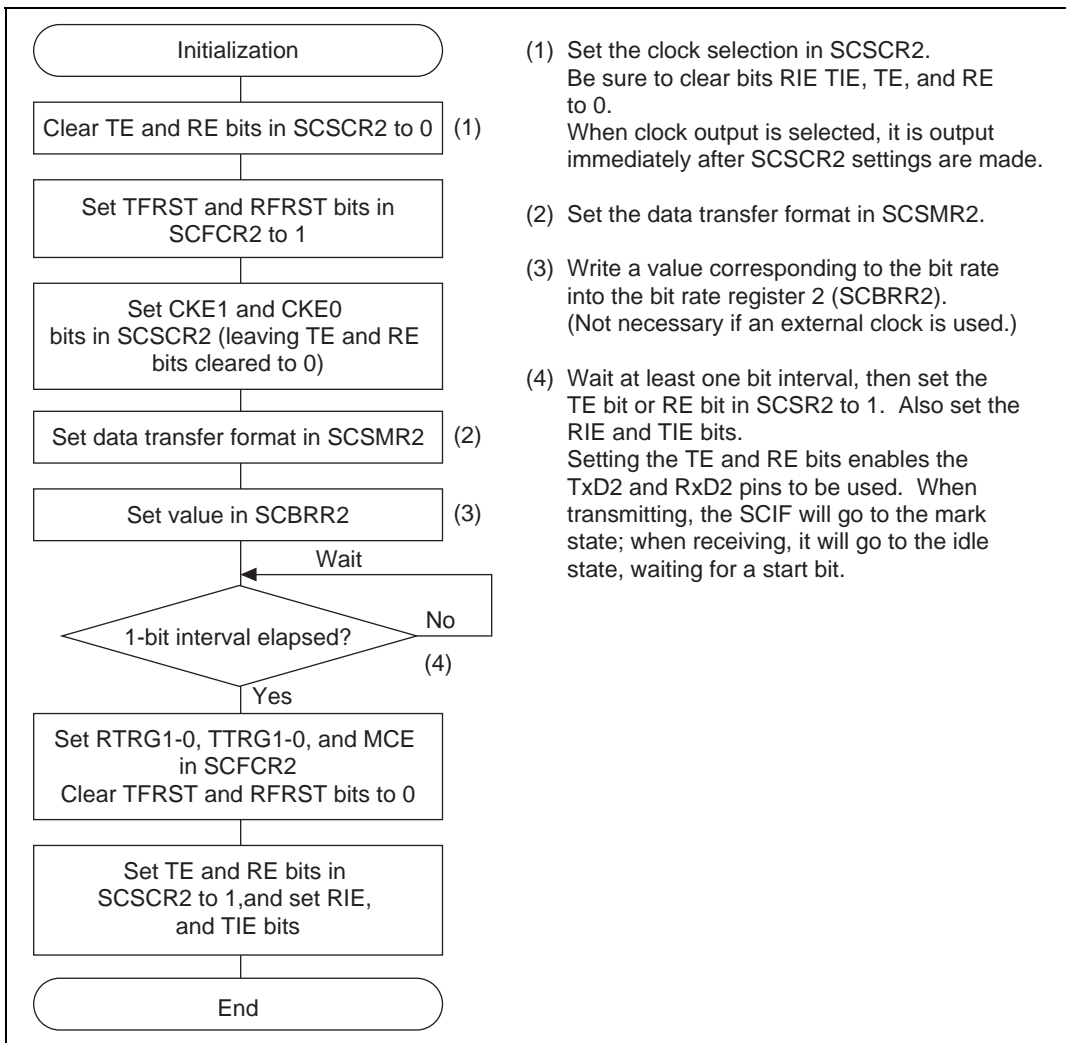 Initialization
Clear TE and RE bits in SCSCR2 to 0
(1)
Set TFRST and RFRST bits in
SCFCR2 to 1
Set CKE1 and CKE0
bits in SCSCR2 (leaving TE and RE
bits cleared to 0)
Set data transfer format in SCSMR2
(2)
Set value in SCBRR2
(3)
Wait
1-bit interval elapsed?
No
(4)
Yes
Set RTRG1-0, TTRG1-0, and MCE
in SCFCR2
Clear TFRST and RFRST bits to 0
Set TE and RE bits in
SCSCR2 to 1,and set RIE,
and TIE bits
End
(1) Set the clock selection in SCSCR2.
Be sure to clear bits RIE TIE, TE, and RE
to 0.
When clock output is selected, it is output
immediately after SCSCR2 settings are made.
(2) Set the data transfer format in SCSMR2.
(3) Write a value corresponding to the bit rate
into the bit rate register 2 (SCBRR2).
(Not necessary if an external clock is used.)
(4) Wait at least one bit interval, then set the
TE bit or RE bit in SCSR2 to 1. Also set the
RIE and TIE bits.
Setting the TE and RE bits enables the
TxD2 and RxD2 pins to be used. When
transmitting, the SCIF will go to the mark
state; when receiving, it will go to the idle
state, waiting for a start bit.